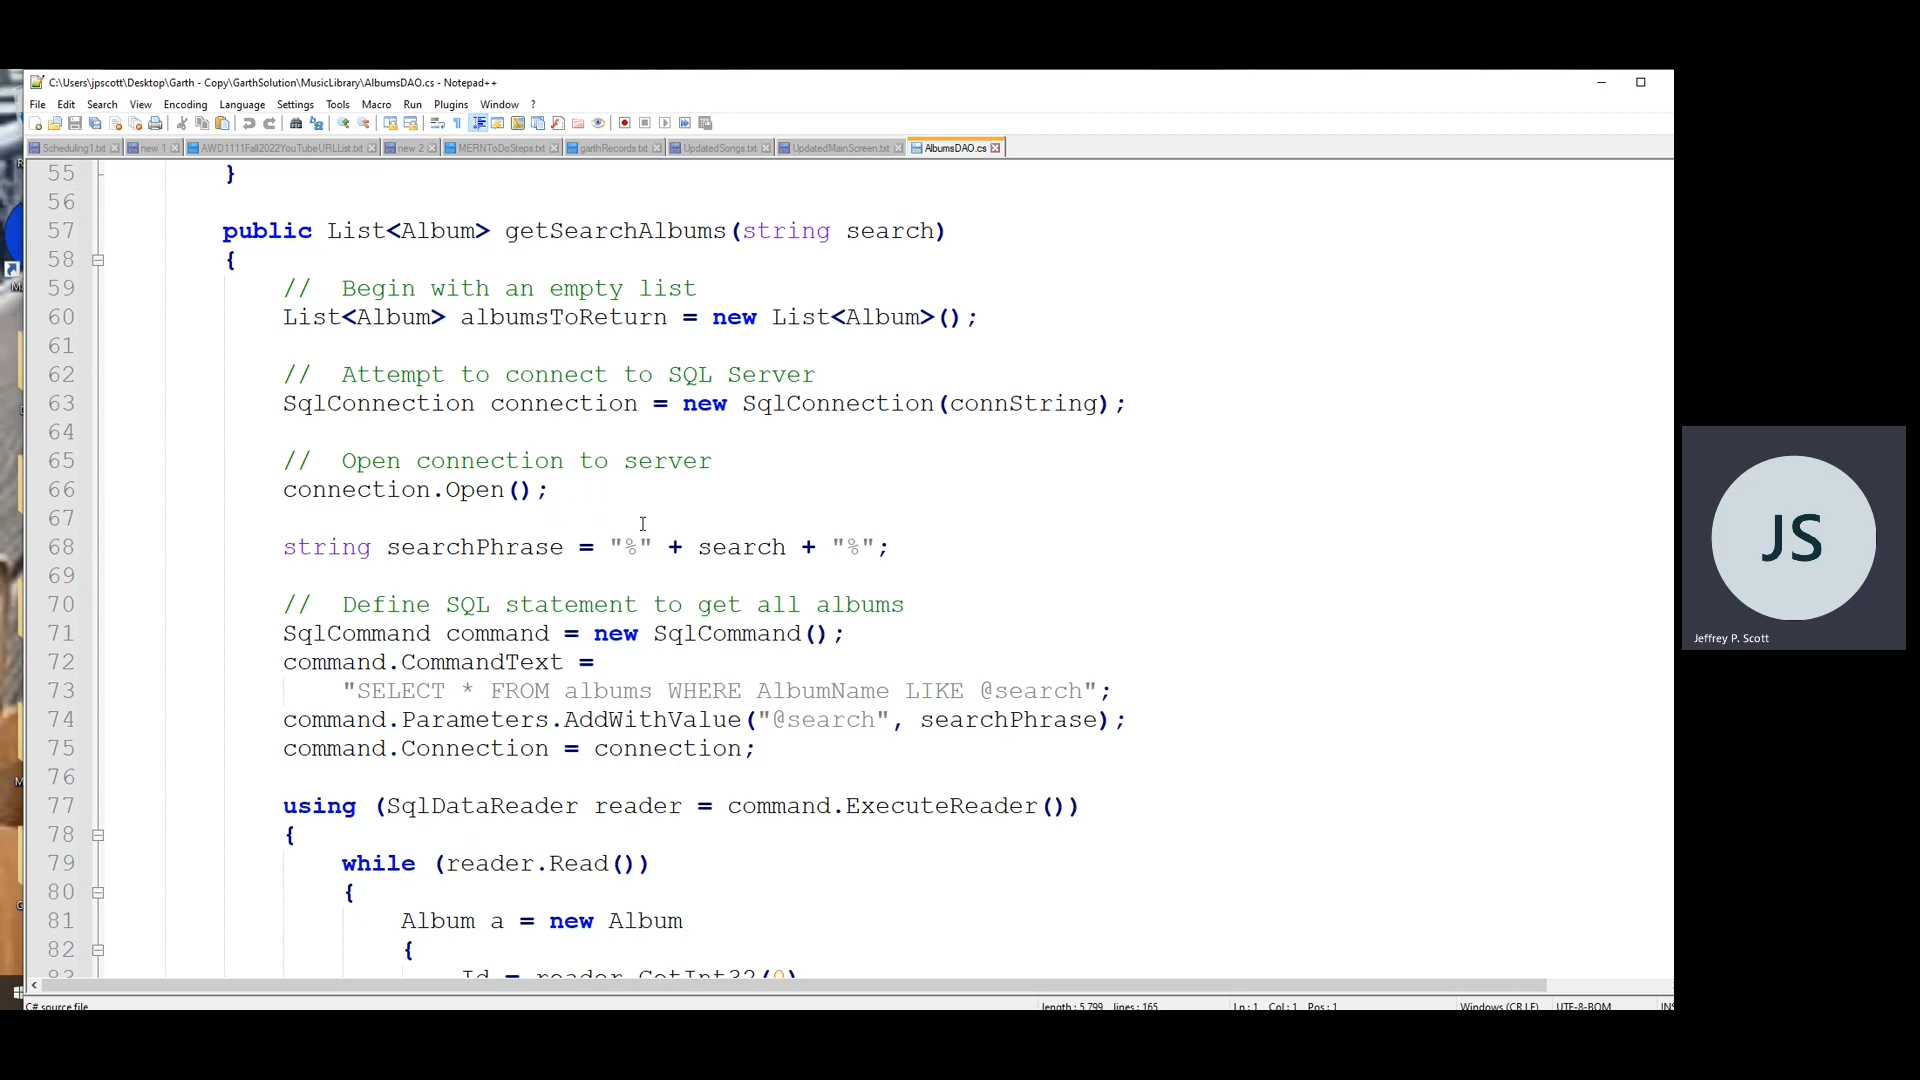 C:\Users\jpscott\Desktop\Garth - Copy\GarthSolution\MusicLibrary\AlbumsDAO.cs - Notepad++
File Edit Search View Encoding Language Settings Tools Macro Run Plugins Window ?
Scheduling1.txt new 1 AWD1111Fall2022YouTubeURLList.txt new 2 MERNToDoSteps.txt garthRecords.txt UpdatedSongs.txt UpdatedMainScreen.txt AlbumsDAO.cs
55 }
56
57 public List<Album> getSearchAlbums(string search)
58 {
59 //  Begin with an empty list
60 List<Album> albumsToReturn = new List<Album>();
61
62 //  Attempt to connect to SQL Server
63 SqlConnection connection = new SqlConnection(connString);
64
65 //  Open connection to server
66 connection.Open();
67
68 string searchPhrase = "%" + search + "%";
69
70 //  Define SQL statement to get all albums
71 SqlCommand command = new SqlCommand();
72 command.CommandText =
73 "SELECT * FROM albums WHERE AlbumName LIKE @search";
74 command.Parameters.AddWithValue("@search", searchPhrase);
75 command.Connection = connection;
76
77 using (SqlDataReader reader = command.ExecuteReader())
78 {
79 while (reader.Read())
80 {
81 Album a = new Album
82 {
83 Id = reader.GetInt32(0)
C# source file length : 5,799 lines : 165 Ln : 1 Col : 1 Pos : 1 Windows (CR LF) UTF-8-BOM INS
JS
Jeffrey P. Scott